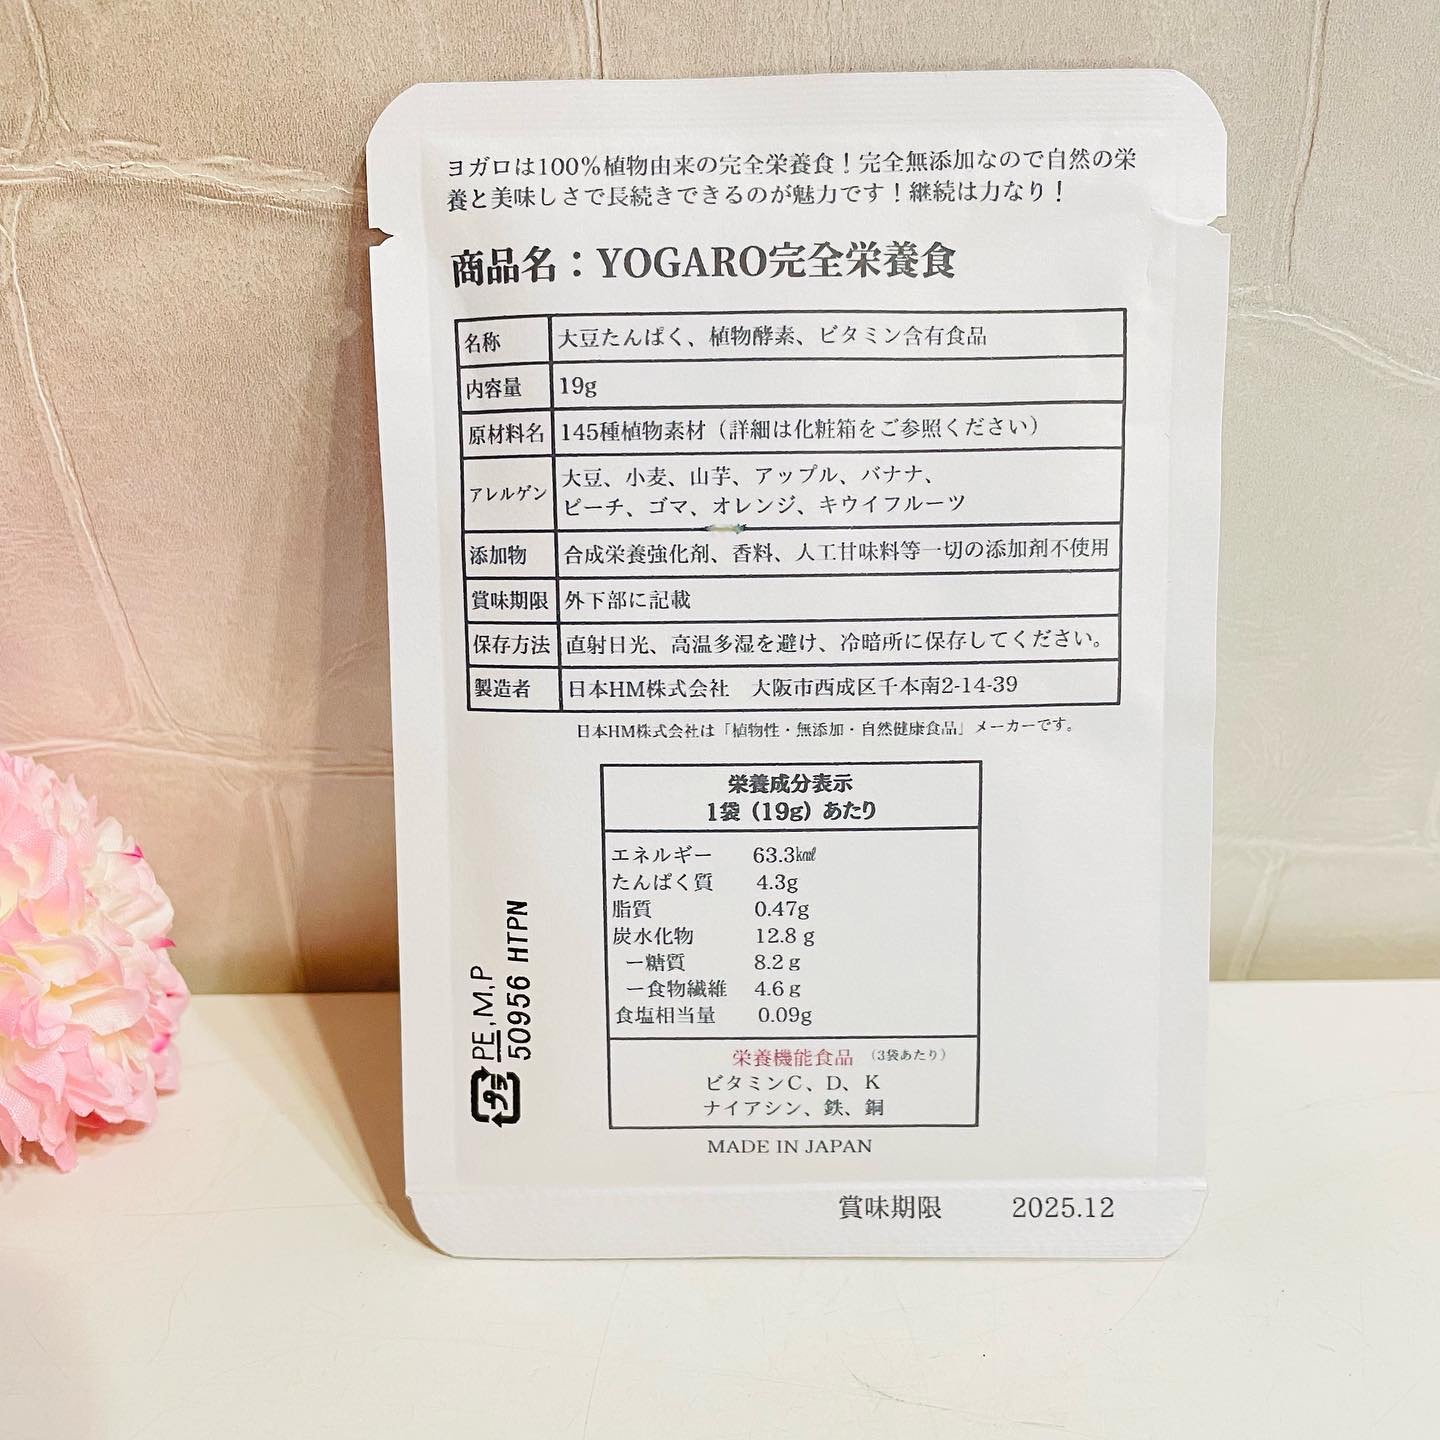 ヨガロは100%植物由来の完全栄養食！完全無添加なので自然の栄
養と美味しさで長続きできるのが魅力です！継続は力なり！
商品名：YOGARO完全栄養食
名称 大豆たんぱく、植物酵素、ビタミン含有食品
内容量 19g
原材料名 145種植物素材（詳細は化粧箱をご参照ください）
アレルゲン 大豆、小麦、山芋、アップル、バナナ、
ピーチ、ゴマ、オレンジ、キウイフルーツ
添加物 合成栄養強化剤、香料、人工甘味料等一切の添加剤不使用
賞味期限 外下部に記載
保存方法 直射日光、高温多湿を避け、冷暗所に保存してください。
製造者 日本HM株式会社　大阪市西成区千本南2-14-39
日本HM株式会社は「植物性・無添加・自然健康食品」メーカーです。
栄養成分表示
1袋（19g）あたり
エネルギー 63.3㎉
たんぱく質 4.3g
脂質 0.47g
炭水化物 12.8 g
ー糖質 8.2 g
ー食物繊維 4.6 g
食塩相当量 0.09g
栄養機能食品（3袋あたり）
ビタミンC、D、K
ナイアシン、鉄、銅
MADE IN JAPAN
プラ PE,M,P
50956 HTPN
賞味期限 2025.12